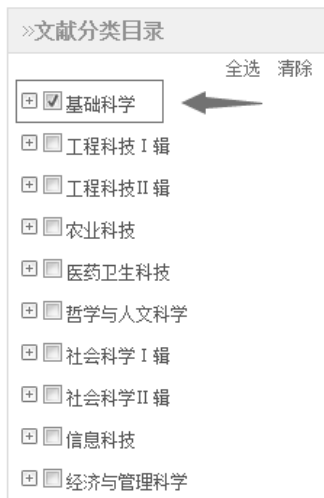 »文献分类目录
全选 清除
基础科学
工程科技Ⅰ辑
工程科技Ⅱ辑
农业科技
医药卫生科技
哲学与人文科学
社会科学Ⅰ辑
社会科学Ⅱ辑
信息科技
经济与管理科学